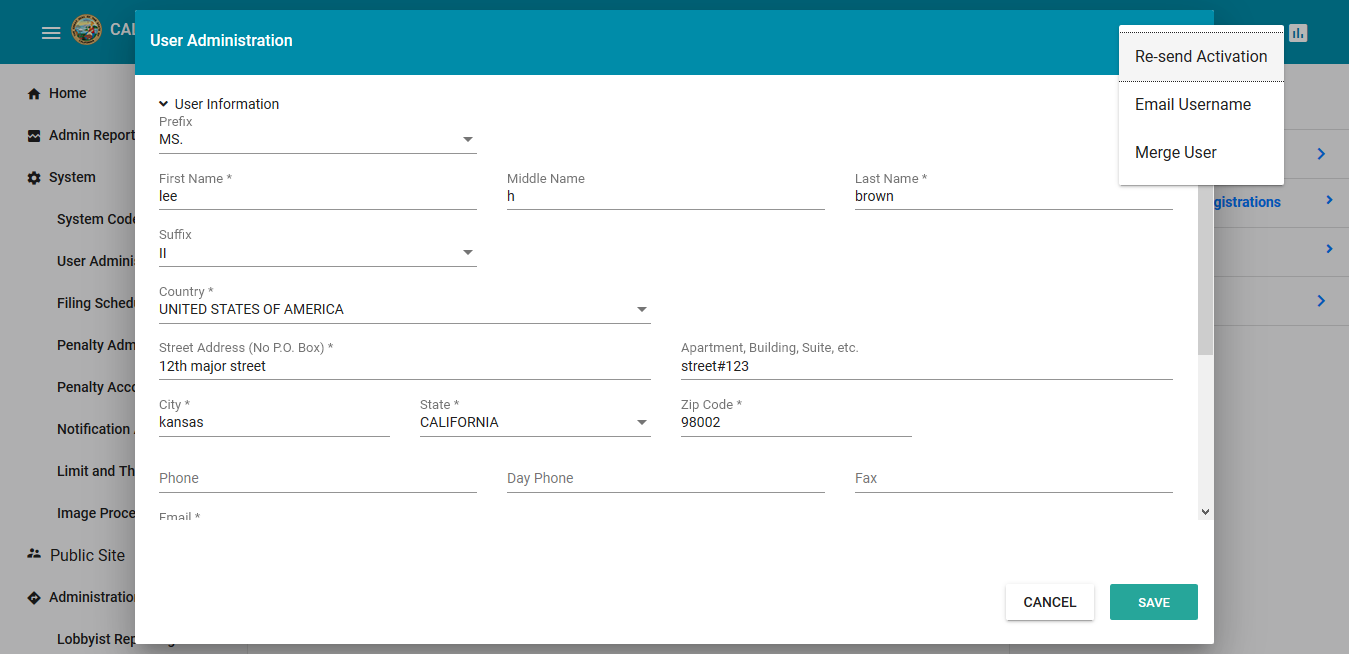 CAL
User Administration
Re-send Activation
Email Username
Merge User
Home
Admin Report
System
System Code
User Adminis
Filing Schedu
Penalty Adm
Penalty Acco
Notification A
Limit and Th
Image Proce
Public Site
Administration
Lobbyist Rep
User Information
Prefix
MS.
First Name * Middle Name Last Name *
lee h brown
Suffix
II
gistrations
Country *
UNITED STATES OF AMERICA
Street Address (No P.O. Box) * Apartment, Building, Suite, etc.
12th major street street#123
City * State * Zip Code *
kansas CALIFORNIA 98002
Phone Day Phone Fax
Email *
CANCEL SAVE